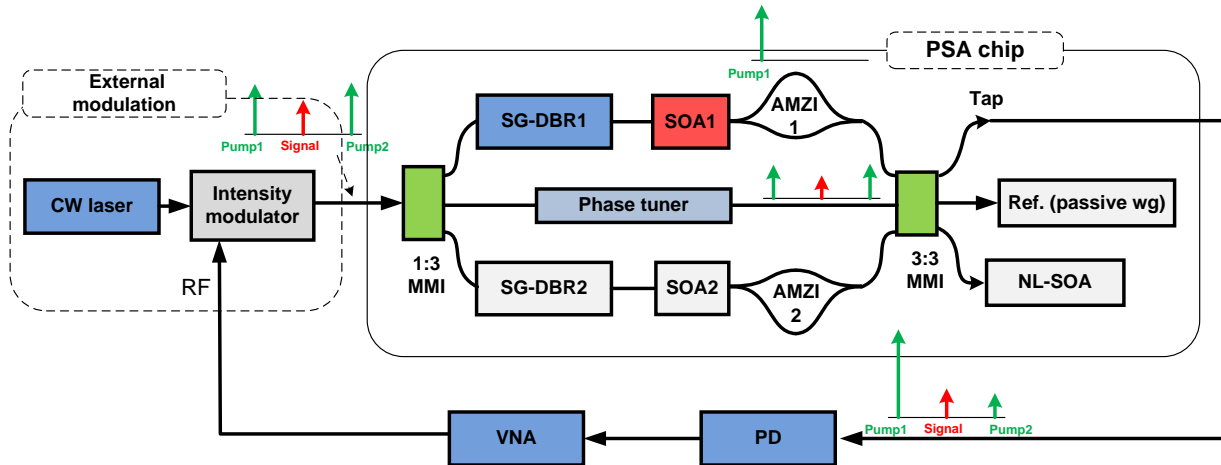 External
modulation
Pump1
Signal
Pump2
CW laser
Intensity
modulator
RF
PSA chip
Pump1
SG-DBR1
SOA1
AMZI
1
Tap
Phase tuner
Ref. (passive wg)
1:3
MMI
3:3
MMI
SG-DBR2
SOA2
AMZI
2
NL-SOA
VNA
PD
Pump1
Signal
Pump2